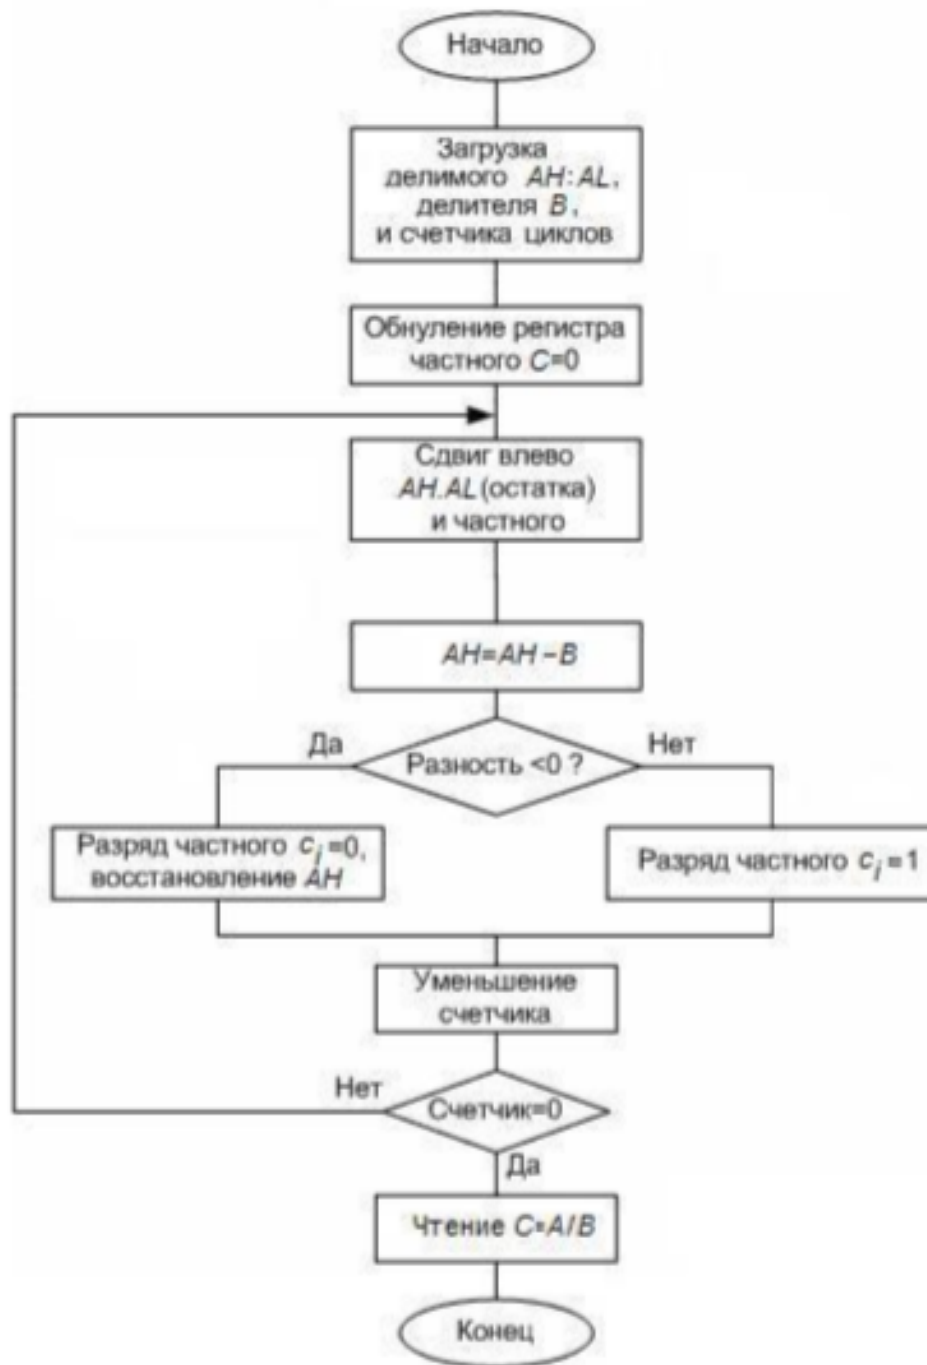 Начало
Загрузка
делимого AH:AL,
делителя B,
и счетчика циклов
Обнуление регистра
частного C=0
Сдвиг влево
AH.AL(остатка)
и частного
AH=AH-B
Да
Разность <0 ?
Нет
Разряд частного cᵢ=0,
восстановление AH
Разряд частного cᵢ=1
Уменьшение
счетчика
Нет
Счетчик=0
Да
Чтение C=A/B
Конец